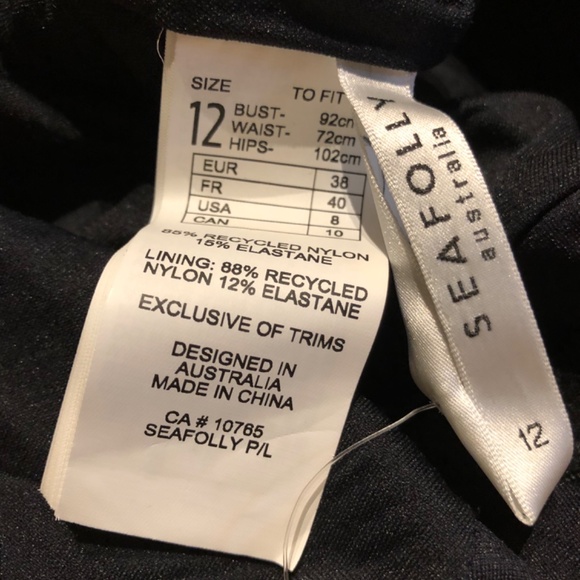 SIZE TO FIT
12 BUST- 92cm
WAIST- 72cm
HIPS- 102cm
EUR 38
FR 40
USA 8
CAN 10
85% RECYCLED NYLON
15% ELASTANE
LINING: 88% RECYCLED
NYLON 12% ELASTANE
EXCLUSIVE OF TRIMS
DESIGNED IN
AUSTRALIA
MADE IN CHINA
CA # 10765
SEAFOLLY P/L
SEAFOLLY
australia
12